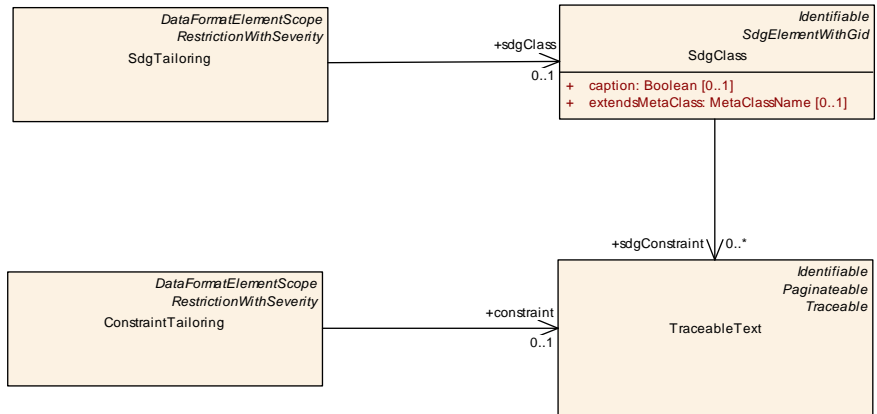 DataFormatElementScope
RestrictionWithSeverity
SdgTailoring
+sdgClass
0..1
Identifiable
SdgElementWithGid
SdgClass
+ caption: Boolean [0..1]
+ extendsMetaClass: MetaClassName [0..1]
+sdgConstraint 0..*
DataFormatElementScope
RestrictionWithSeverity
ConstraintTailoring
+constraint
0..1
Identifiable
Paginateable
Traceable
TraceableText